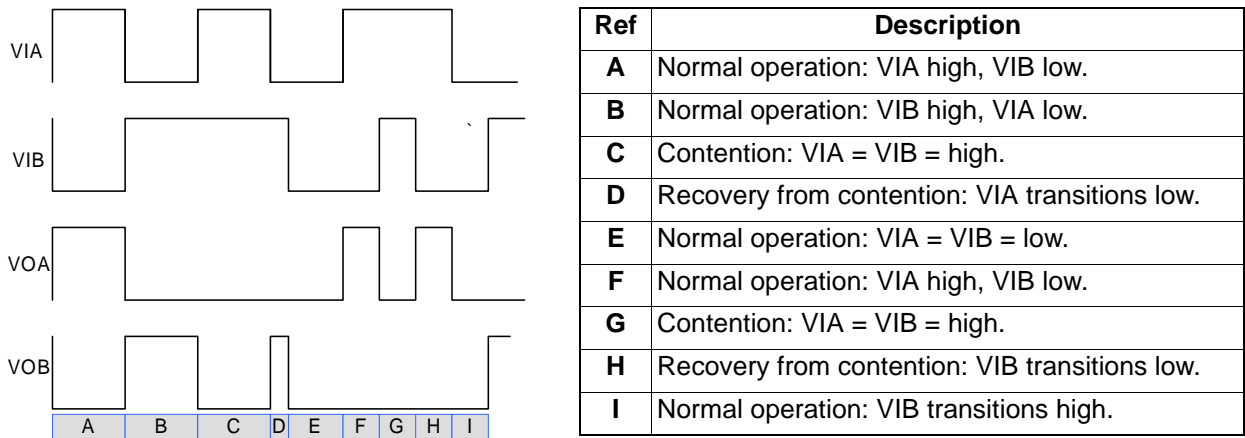 VIA
VIB
VOA
VOB
A B C D E F G H I
Ref Description
A Normal operation: VIA high, VIB low.
B Normal operation: VIB high, VIA low.
C Contention: VIA = VIB = high.
D Recovery from contention: VIA transitions low.
E Normal operation: VIA = VIB = low.
F Normal operation: VIA high, VIB low.
G Contention: VIA = VIB = high.
H Recovery from contention: VIB transitions low.
I Normal operation: VIB transitions high.